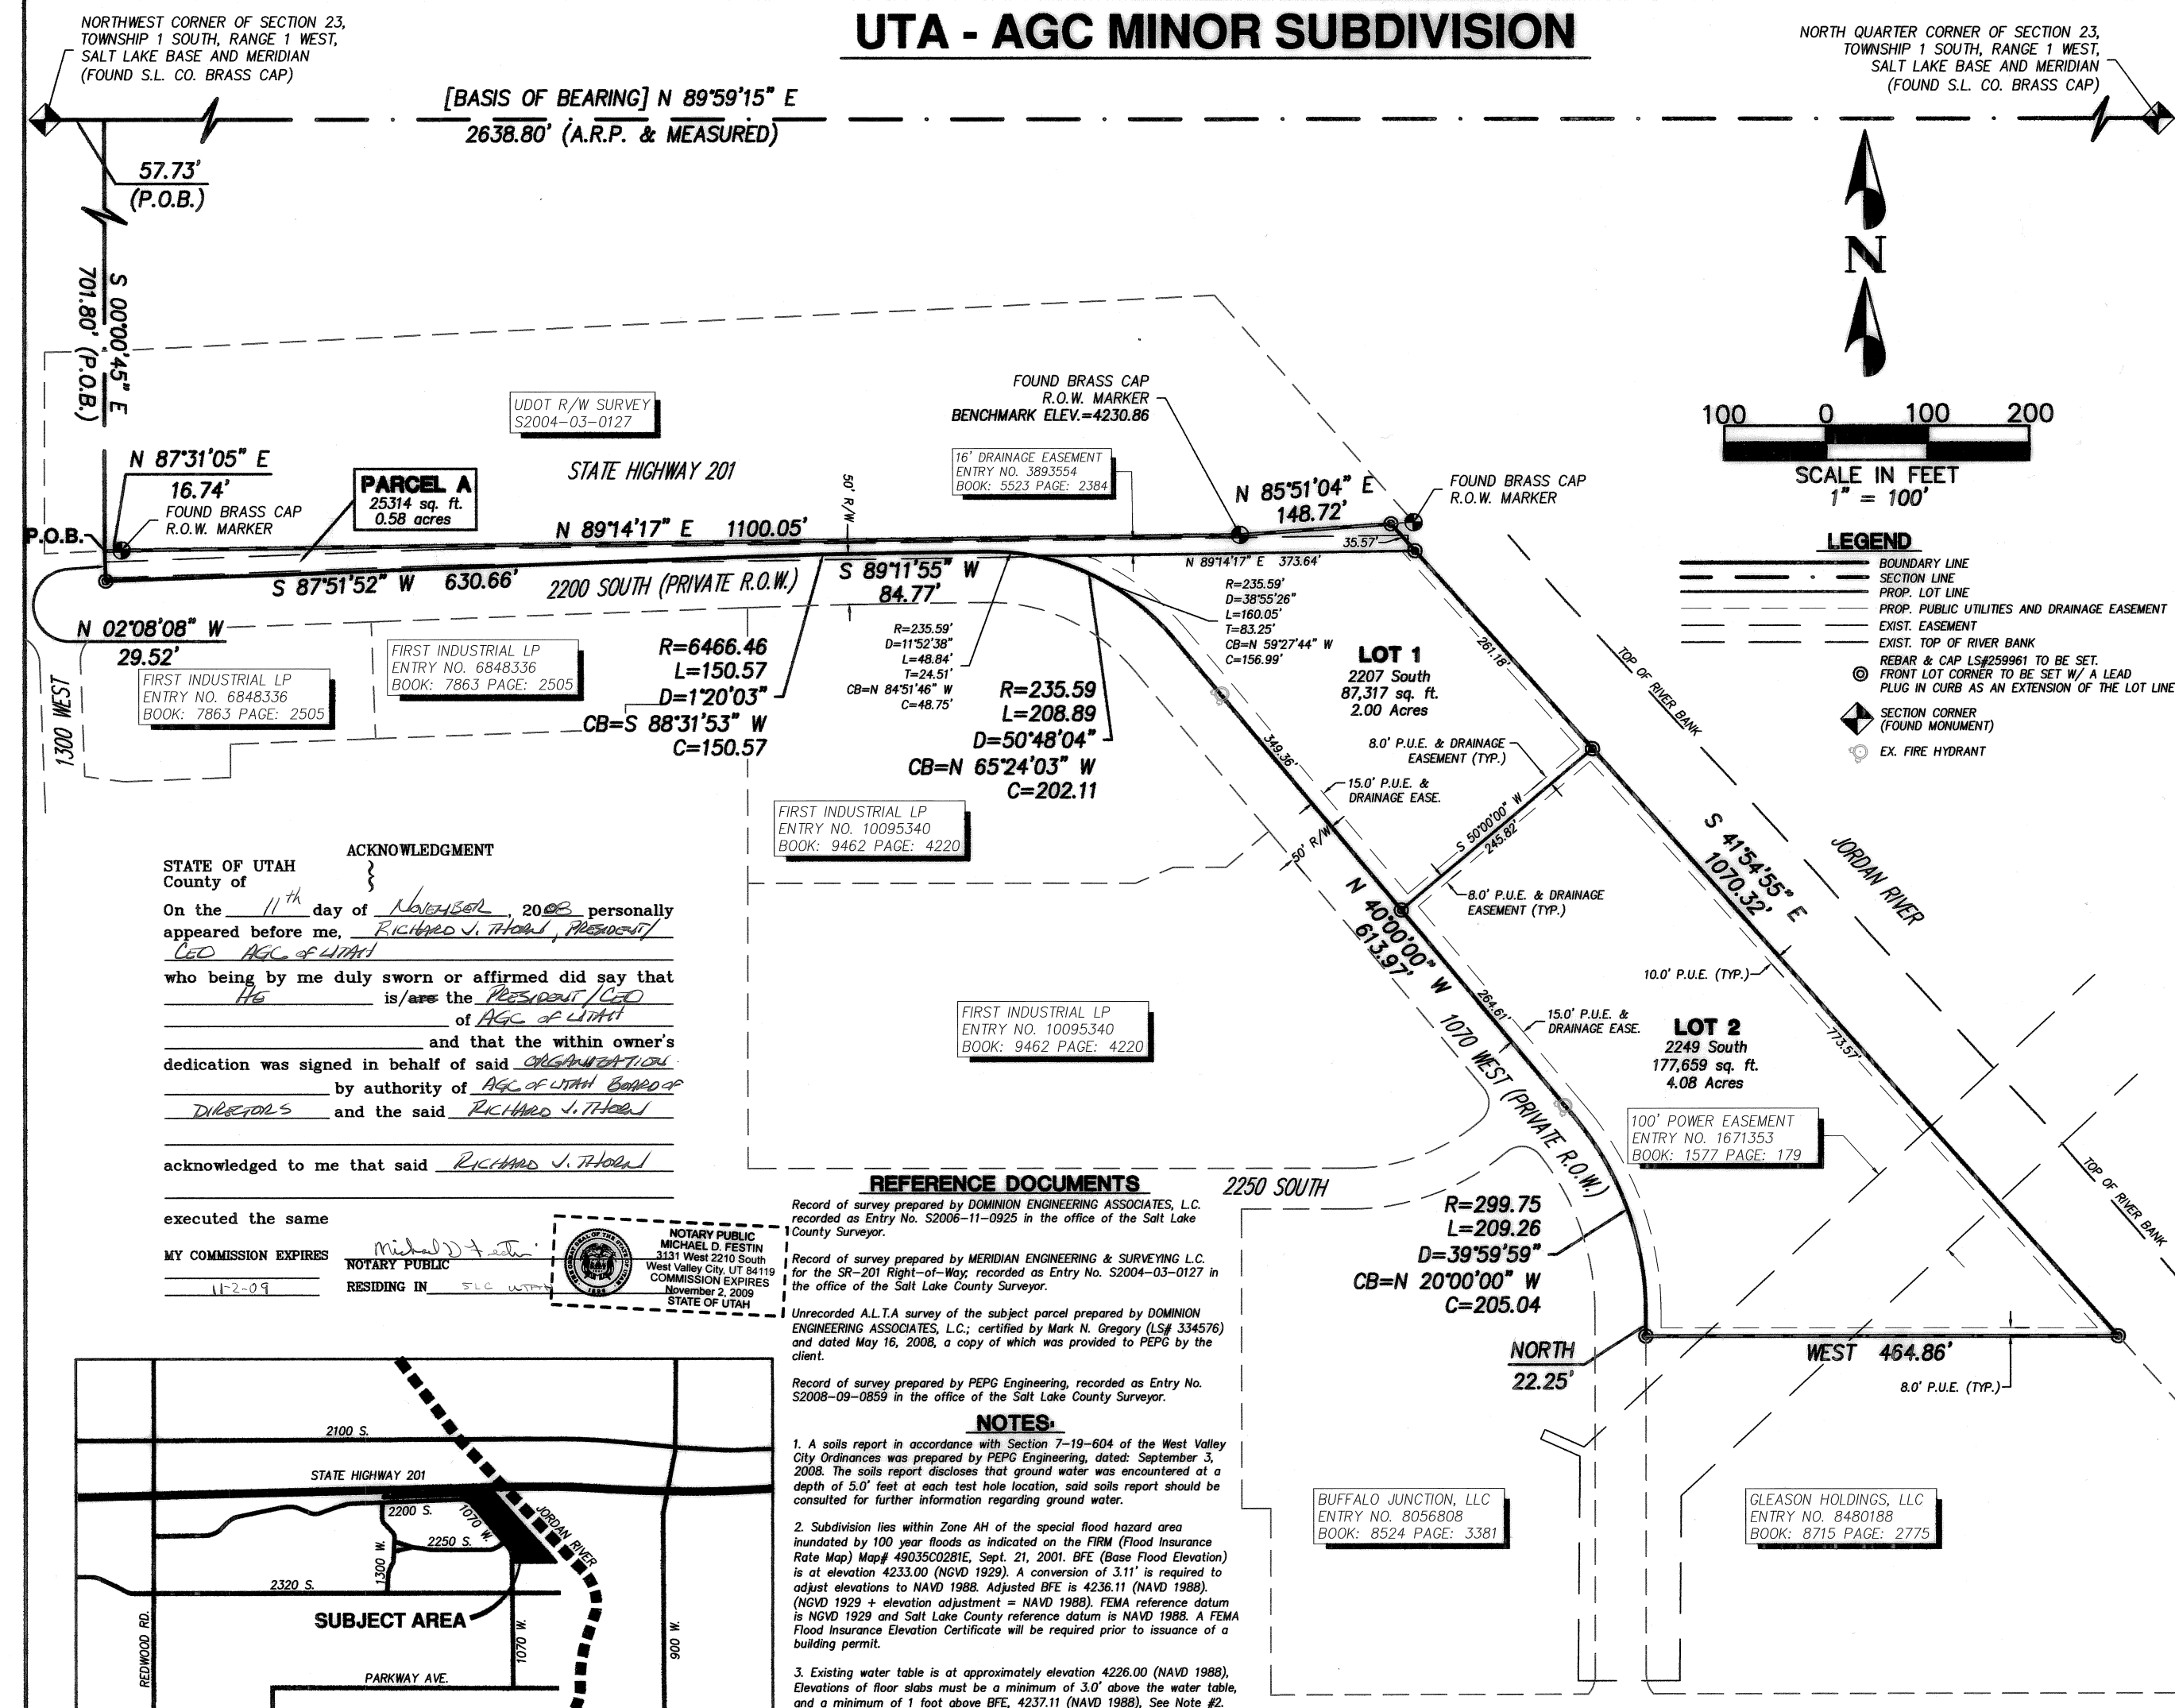 UTA - AGC MINOR SUBDIVISION
NORTHWEST CORNER OF SECTION 23,
TOWNSHIP 1 SOUTH, RANGE 1 WEST,
SALT LAKE BASE AND MERIDIAN
(FOUND S.L. CO. BRASS CAP)
NORTH QUARTER CORNER OF SECTION 23,
TOWNSHIP 1 SOUTH, RANGE 1 WEST,
SALT LAKE BASE AND MERIDIAN
(FOUND S.L. CO. BRASS CAP)
[BASIS OF BEARING] N 89°59'15" E
2638.80' (A.R.P. & MEASURED)
57.73'
(P.O.B.)
S 00°00'45" E
701.80' (P.O.B.)
N
100 0 100 200
SCALE IN FEET
1" = 100'
UDOT R/W SURVEY
S2004-03-0127
STATE HIGHWAY 201
FOUND BRASS CAP
R.O.W. MARKER
BENCHMARK ELEV.=4230.86
16' DRAINAGE EASEMENT
ENTRY NO. 3893554
BOOK: 5523 PAGE: 2384
N 85°51'04" E
148.72'
FOUND BRASS CAP
R.O.W. MARKER
N 87°31'05" E
16.74'
FOUND BRASS CAP
R.O.W. MARKER
P.O.B.
PARCEL A
25314 sq. ft.
0.58 acres
N 89°14'17" E 1100.05'
50' R/W
35.57'
N 89°14'17" E 373.64'
S 87°51'52" W 630.66'
2200 SOUTH (PRIVATE R.O.W.)
S 89°11'55" W
84.77'
N 02°08'08" W
29.52'
1300 WEST
FIRST INDUSTRIAL LP
ENTRY NO. 6848336
BOOK: 7863 PAGE: 2505
FIRST INDUSTRIAL LP
ENTRY NO. 6848336
BOOK: 7863 PAGE: 2505
R=6466.46
L=150.57
D=1°20'03"
CB=S 88°31'53" W
C=150.57
R=235.59'
D=11°52'38"
L=48.84'
T=24.51'
CB=N 84°51'46" W
C=48.75'
R=235.59
L=208.89
D=50°48'04"
CB=N 65°24'03" W
C=202.11
R=235.59'
D=38°55'26"
L=160.05'
T=83.25'
CB=N 59°27'44" W
C=156.99'
LOT 1
2207 South
87,317 sq. ft.
2.00 Acres
261.18'
349.36'
8.0' P.U.E. & DRAINAGE
EASEMENT (TYP.)
15.0' P.U.E. &
DRAINAGE EASE.
S 50°00'00" W
245.82'
50' R/W
8.0' P.U.E. & DRAINAGE
EASEMENT (TYP.)
TOP OF RIVER BANK
JORDAN RIVER
S 41°54'55" E
1070.32'
LEGEND
BOUNDARY LINE
SECTION LINE
PROP. LOT LINE
PROP. PUBLIC UTILITIES AND DRAINAGE EASEMENT
EXIST. EASEMENT
EXIST. TOP OF RIVER BANK
REBAR & CAP LS#259961 TO BE SET.
FRONT LOT CORNER TO BE SET W/ A LEAD
PLUG IN CURB AS AN EXTENSION OF THE LOT LINE
SECTION CORNER
(FOUND MONUMENT)
EX. FIRE HYDRANT
FIRST INDUSTRIAL LP
ENTRY NO. 10095340
BOOK: 9462 PAGE: 4220
FIRST INDUSTRIAL LP
ENTRY NO. 10095340
BOOK: 9462 PAGE: 4220
N 40°00'00" W
613.97'
264.61'
1070 WEST (PRIVATE R.O.W.)
10.0' P.U.E. (TYP.)
15.0' P.U.E. &
DRAINAGE EASE.
LOT 2
2249 South
177,659 sq. ft.
4.08 Acres
773.57'
100' POWER EASEMENT
ENTRY NO. 1671353
BOOK: 1577 PAGE: 179
TOP OF RIVER BANK
2250 SOUTH
R=299.75
L=209.26
D=39°59'59"
CB=N 20°00'00" W
C=205.04
NORTH
22.25'
WEST 464.86'
8.0' P.U.E. (TYP.)
BUFFALO JUNCTION, LLC
ENTRY NO. 8056808
BOOK: 8524 PAGE: 3381
GLEASON HOLDINGS, LLC
ENTRY NO. 8480188
BOOK: 8715 PAGE: 2775
ACKNOWLEDGMENT
STATE OF UTAH
County of
On the 11th day of NOVEMBER, 2008 personally
appeared before me, RICHARD J. THORN, PRESIDENT/
CEO AGC OF UTAH
who being by me duly sworn or affirmed did say that
HE is/are the PRESIDENT/CEO
of AGC OF UTAH
and that the within owner's
dedication was signed in behalf of said ORGANIZATION
by authority of AGC OF UTAH BOARD OF
DIRECTORS and the said RICHARD J. THORN
acknowledged to me that said RICHARD J. THORN
executed the same
MY COMMISSION EXPIRES
11-2-09
Michael D Festin
NOTARY PUBLIC
RESIDING IN SLC UTAH
NOTARY PUBLIC
MICHAEL D. FESTIN
3131 West 2210 South
West Valley City, UT 84119
COMMISSION EXPIRES
November 2, 2009
STATE OF UTAH
REFERENCE DOCUMENTS
Record of survey prepared by DOMINION ENGINEERING ASSOCIATES, L.C.
recorded as Entry No. S2006-11-0925 in the office of the Salt Lake
County Surveyor.
Record of survey prepared by MERIDIAN ENGINEERING & SURVEYING L.C.
for the SR-201 Right-of-Way, recorded as Entry No. S2004-03-0127 in
the office of the Salt Lake County Surveyor.
Unrecorded A.L.T.A survey of the subject parcel prepared by DOMINION
ENGINEERING ASSOCIATES, L.C.; certified by Mark N. Gregory (LS# 334576)
and dated May 16, 2008, a copy of which was provided to PEPG by the
client.
Record of survey prepared by PEPG Engineering, recorded as Entry No.
S2008-09-0859 in the office of the Salt Lake County Surveyor.
NOTES:
1. A soils report in accordance with Section 7-19-604 of the West Valley
City Ordinances was prepared by PEPG Engineering, dated: September 3,
2008. The soils report discloses that ground water was encountered at a
depth of 5.0' feet at each test hole location, said soils report should be
consulted for further information regarding ground water.
2. Subdivision lies within Zone AH of the special flood hazard area
inundated by 100 year floods as indicated on the FIRM (Flood Insurance
Rate Map) Map# 49035C0281E, Sept. 21, 2001. BFE (Base Flood Elevation)
is at elevation 4233.00 (NGVD 1929). A conversion of 3.11' is required to
adjust elevations to NAVD 1988. Adjusted BFE is 4236.11 (NAVD 1988).
(NGVD 1929 + elevation adjustment = NAVD 1988). FEMA reference datum
is NGVD 1929 and Salt Lake County reference datum is NAVD 1988. A FEMA
Flood Insurance Elevation Certificate will be required prior to issuance of a
building permit.
3. Existing water table is at approximately elevation 4226.00 (NAVD 1988),
Elevations of floor slabs must be a minimum of 3.0' above the water table,
and a minimum of 1 foot above BFE, 4237.11 (NAVD 1988), See Note #2.
2100 S.
STATE HIGHWAY 201
2200 S.
1070 W.
JORDAN RIVER
2250 S.
1300 W.
2320 S.
SUBJECT AREA
REDWOOD RD.
1070 W.
900 W.
PARKWAY AVE.